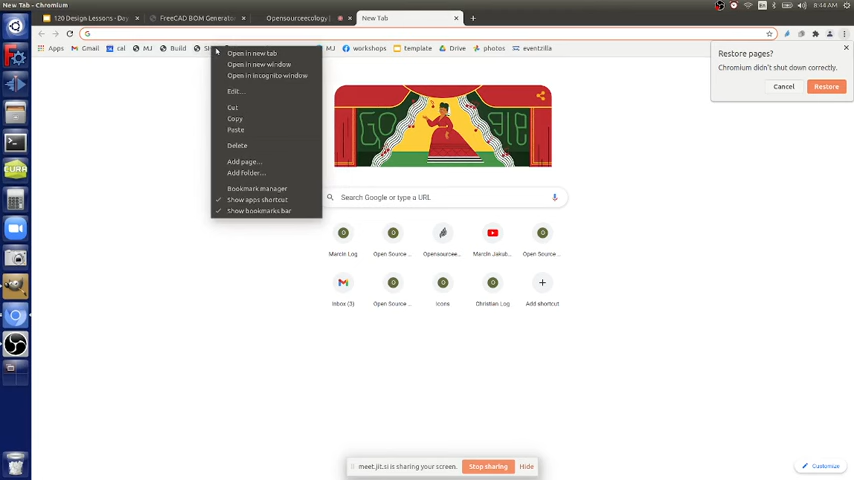 New Tab - Chromium
8:44 AM
120 Design Lessons - Day
FreeCAD BOM Generator
Opensourceecology |
New Tab
Apps
Gmail
cal
MJ
Build
MJ
workshops
template
Drive
photos
eventzilla
Open in new tab
Open in new window
Open in incognito window
Edit...
Cut
Copy
Paste
Delete
Add page...
Add folder...
Bookmark manager
Show apps shortcut
Show bookmarks bar
Restore pages?
Chromium didn't shut down correctly.
Cancel
Restore
Search Google or type a URL
Marcin Log
Open Source ...
Opensourcee...
Marcin Jakub...
Open Source ...
Inbox (3)
Open Source ...
Icons
Christian Log
Add shortcut
CURA
meet.jit.si is sharing your screen.
Stop sharing
Hide
Customize